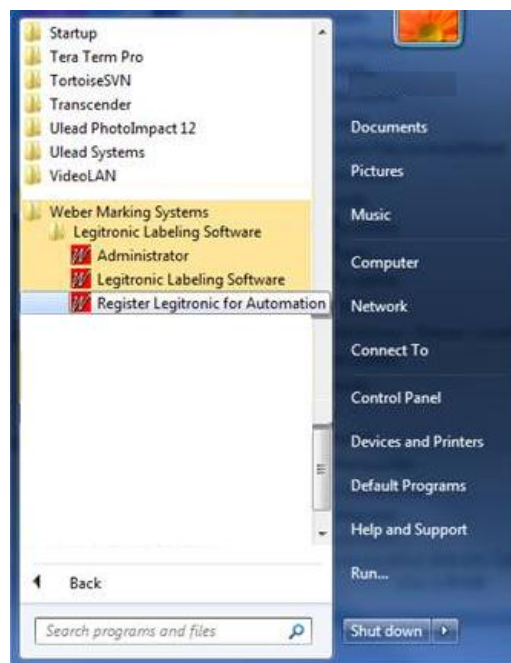 Startup
Tera Term Pro
TortoiseSVN
Transcender
Ulead PhotoImpact 12
Ulead Systems
VideoLAN
Weber Marking Systems
Legitronic Labeling Software
Administrator
Legitronic Labeling Software
Register Legitronic for Automation
Back
Search programs and files
Documents
Pictures
Music
Computer
Network
Connect To
Control Panel
Devices and Printers
Default Programs
Help and Support
Run...
Shut down